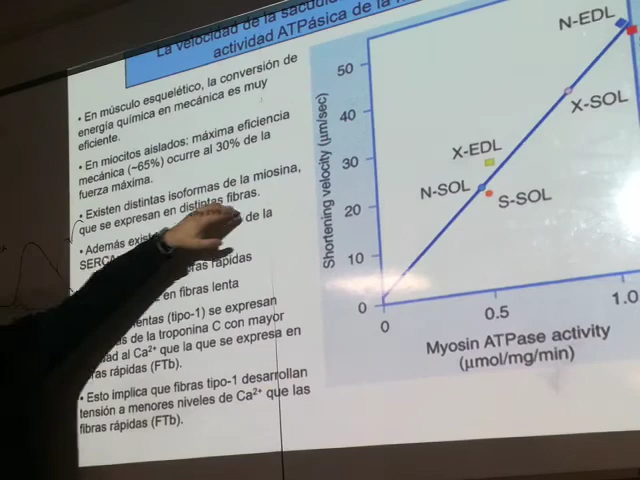 La velocidad de la
actividad ATPásica de la
• En músculo esquelético, la conversión de
energía química en mecánica es muy
eficiente.
• En miocitos aislados: máxima eficiencia
mecánica (~65%) ocurre al 30% de la
fuerza máxima.
• Existen distintas isoformas de la miosina,
que se expresan en distintas fibras.
• Además de la
SERCA
rápidas
en fibras lenta
(tipo-1) se expresan
de la troponina C con mayor
al Ca²⁺ que la que se expresa en
rápidas (FTb).
• Esto implica que fibras tipo-1 desarrollan
tensión a menores niveles de Ca²⁺ que las
fibras rápidas (FTb).
Shortening velocity (μm/sec)
50
40
30
20
10
0
N-EDL
X-SOL
X-EDL
N-SOL
S-SOL
0
0.5
1.0
Myosin ATPase activity
(μmol/mg/min)